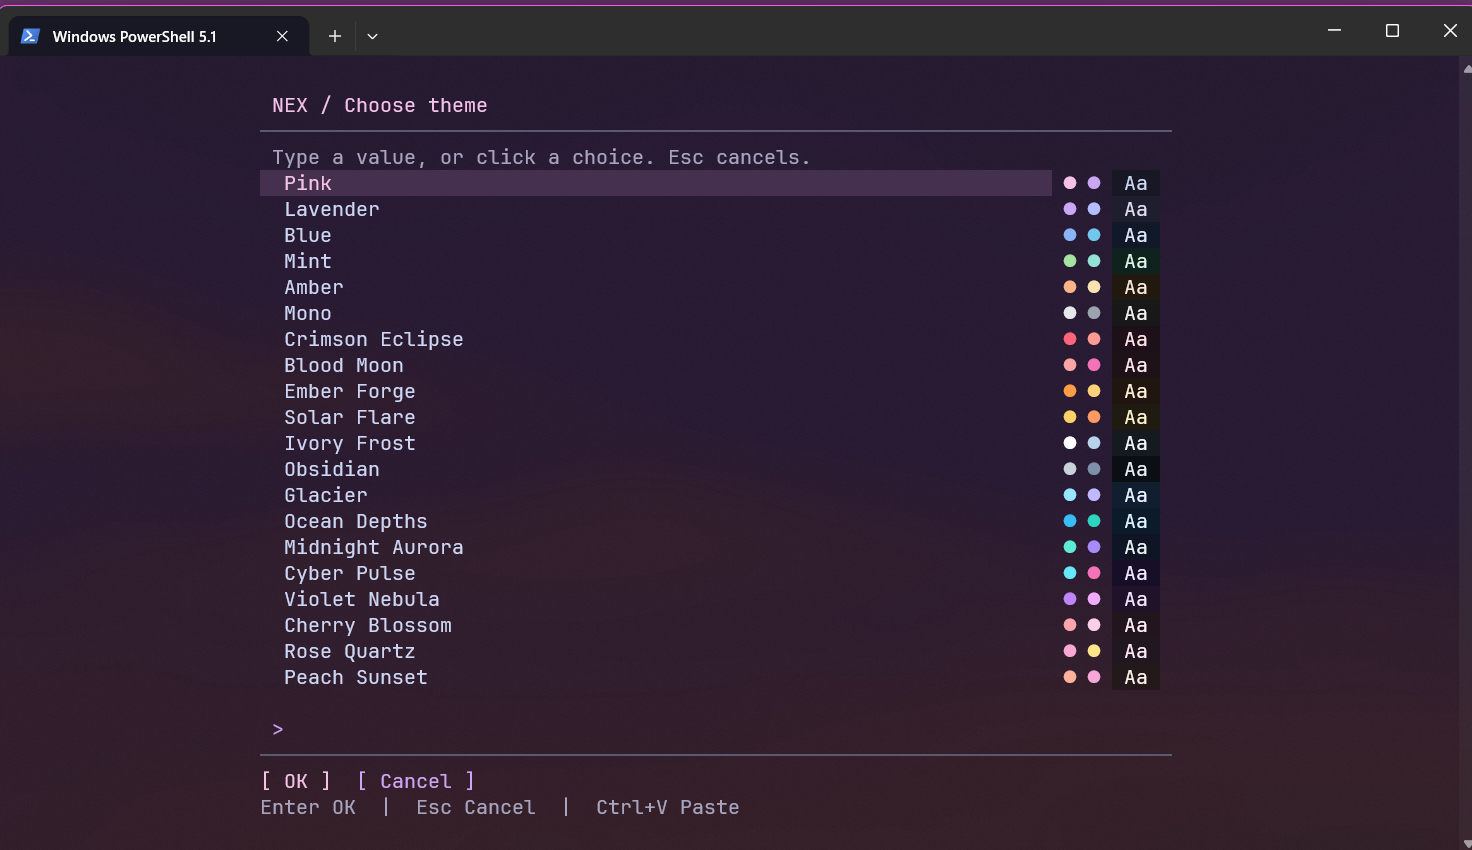 Windows PowerShell 5.1
NEX / Choose theme
Type a value, or click a choice. Esc cancels.
Pink Aa
Lavender Aa
Blue Aa
Mint Aa
Amber Aa
Mono Aa
Crimson Eclipse Aa
Blood Moon Aa
Ember Forge Aa
Solar Flare Aa
Ivory Frost Aa
Obsidian Aa
Glacier Aa
Ocean Depths Aa
Midnight Aurora Aa
Cyber Pulse Aa
Violet Nebula Aa
Cherry Blossom Aa
Rose Quartz Aa
Peach Sunset Aa
>
[ OK ] [ Cancel ]
Enter OK | Esc Cancel | Ctrl+V Paste